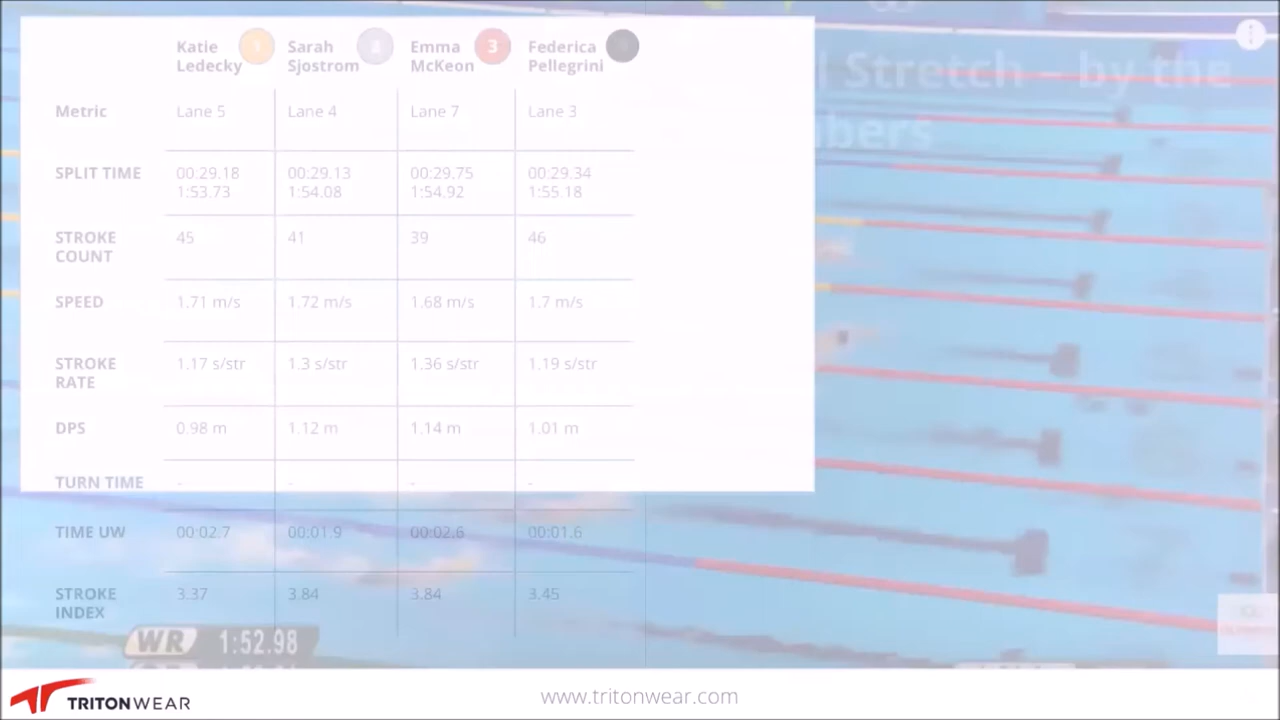 Katie Ledecky 1
Sarah Sjostrom 2
Emma McKeon 3
Federica Pellegrini
Stretch – by the
Metric Lane 5 Lane 4 Lane 7 Lane 3
SPLIT TIME 00:29.18 00:29.13 00:29.75 00:29.34
1:53.73 1:54.08 1:54.92 1:55.18
STROKE COUNT 45 41 39 46
SPEED 1.71 m/s 1.72 m/s 1.68 m/s 1.7 m/s
STROKE RATE 1.17 s/str 1.3 s/str 1.36 s/str 1.19 s/str
DPS 0.98 m 1.12 m 1.14 m 1.01 m
TURN TIME - - - -
TIME UW 00:02.7 00:01.9 00:02.6 00:01.6
STROKE INDEX 3.37 3.84 3.84 3.45
WR 1:52.98
TRITONWEAR
www.tritonwear.com